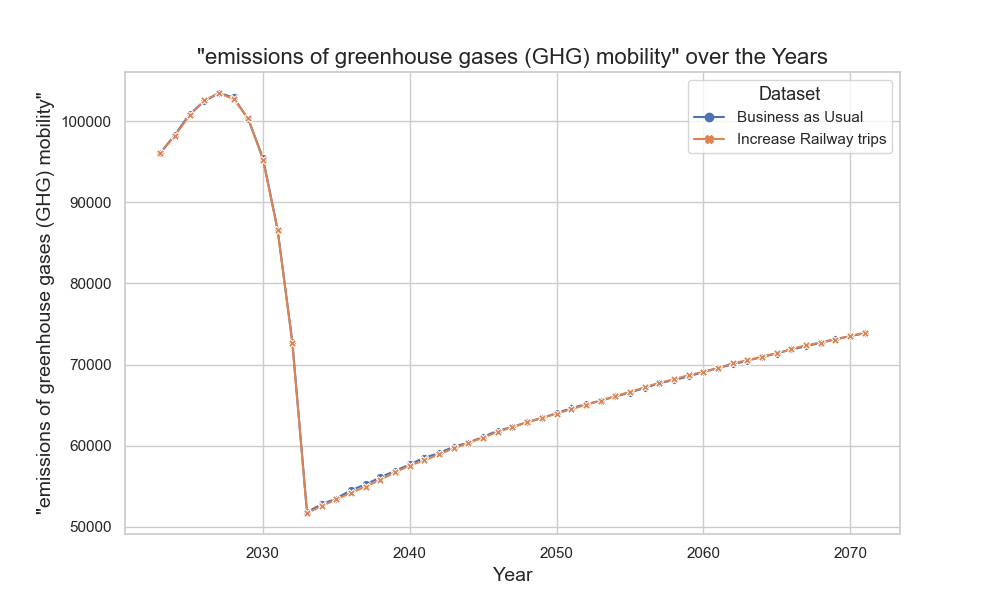 "emissions of greenhouse gases (GHG) mobility" over the Years
Dataset
Business as Usual
Increase Railway trips
"emissions of greenhouse gases (GHG) mobility"
100000
90000
80000
70000
60000
50000
2030
2040
2050
2060
2070
Year